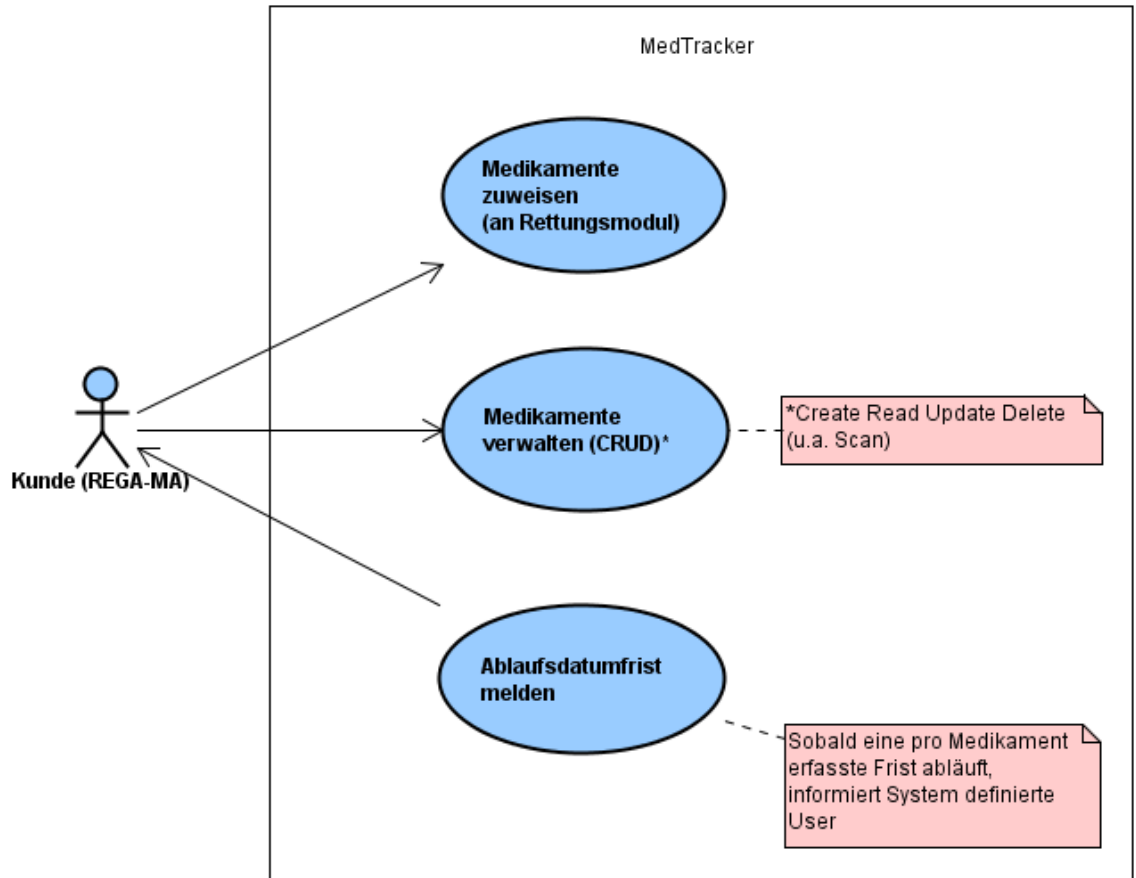 MedTracker
Medikamente
zuweisen
(an Rettungsmodul)
Medikamente
verwalten (CRUD)*
*Create Read Update Delete
(u.a. Scan)
Kunde (REGA-MA)
Ablaufsdatumfrist
melden
Sobald eine pro Medikament
erfasste Frist abläuft,
informiert System definierte
User